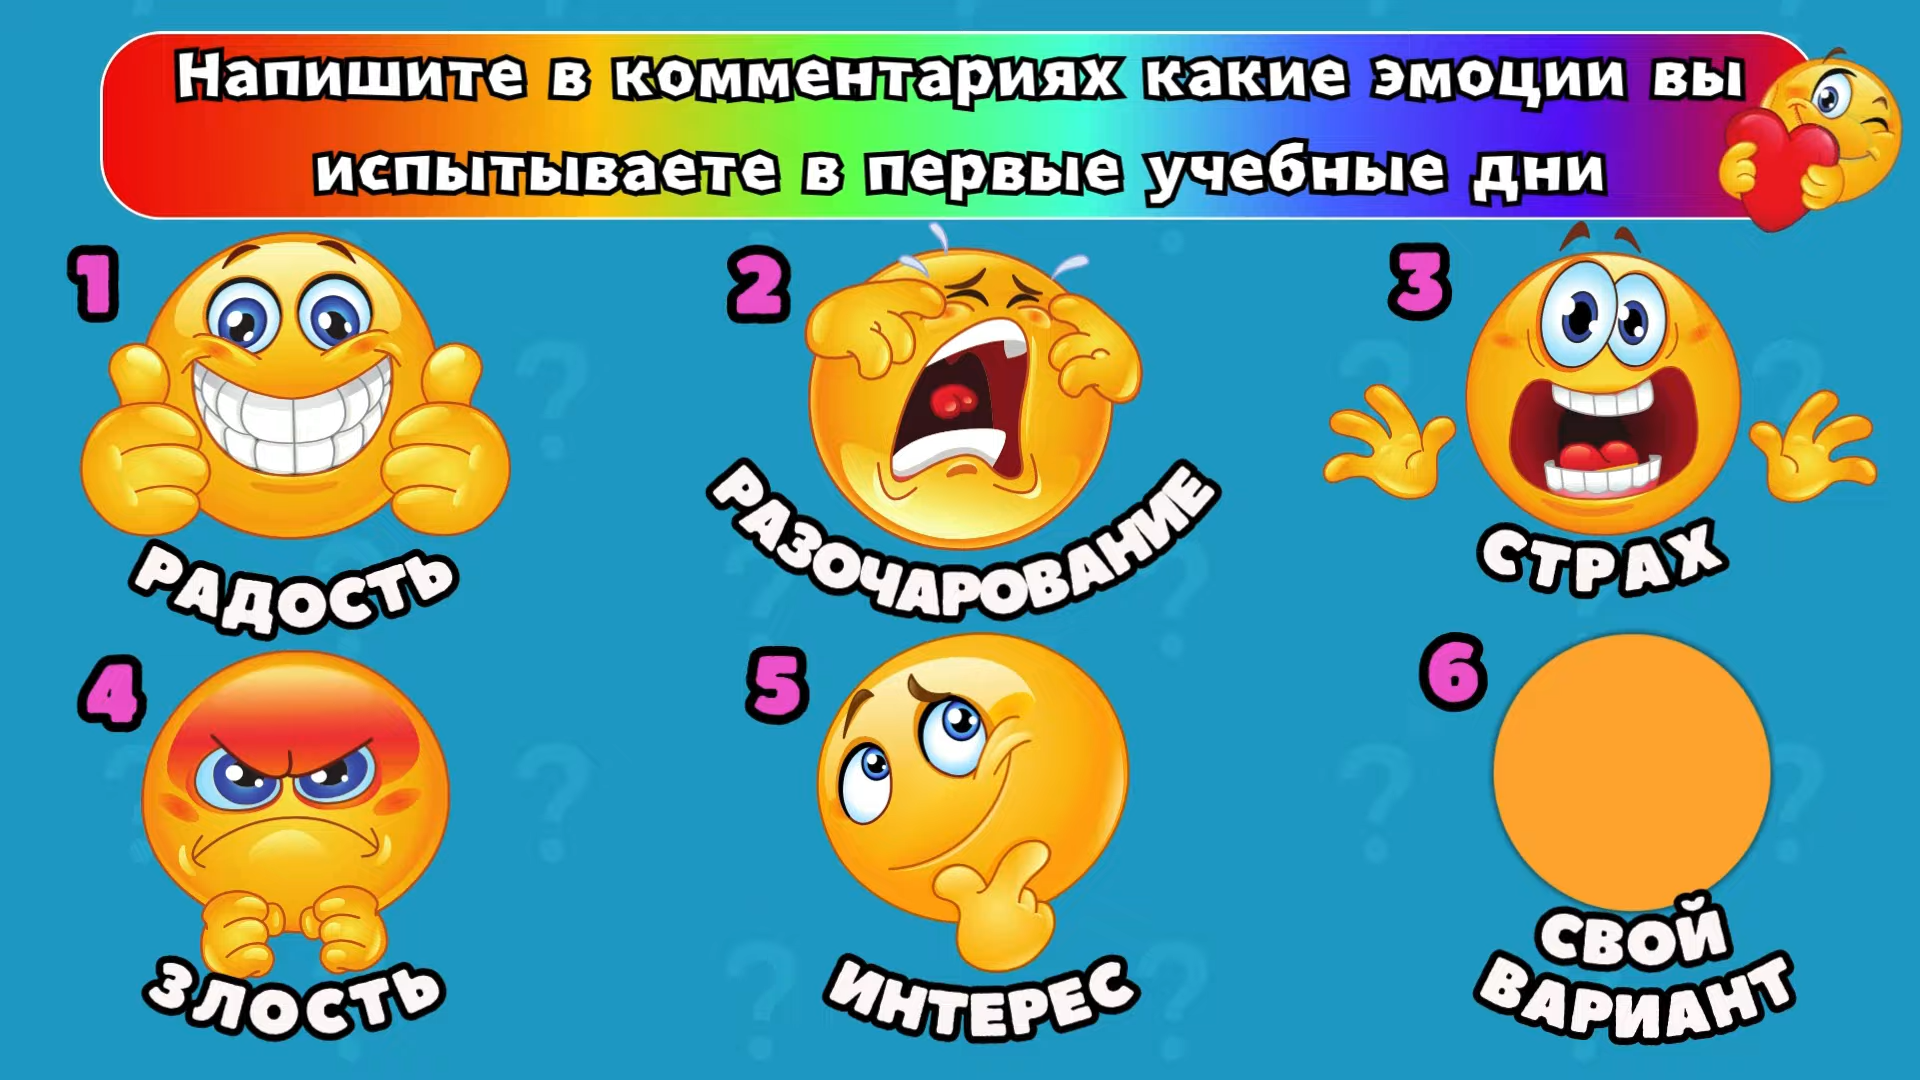 Напишите в комментариях какие эмоции вы
испытываете в первые учебные дни
1
2
3
РАДОСТЬ
РАЗОЧАРОВАНИЕ
СТРАХ
4
5
6
ЗЛОСТЬ
ИНТЕРЕС
СВОЙ
ВАРИАНТ